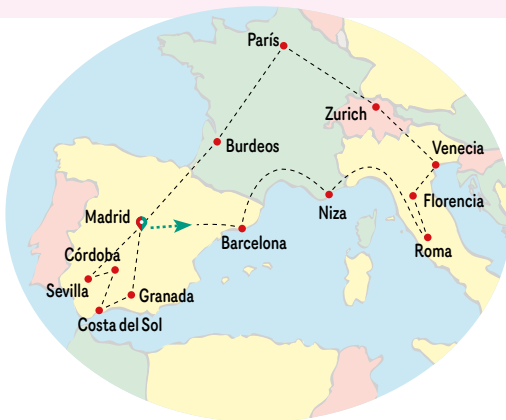 París
Zurich
Burdeos
Venecia
Florencia
Madrid
Niza
Barcelona
Roma
Córdoba
Sevilla
Granada
Costa del Sol